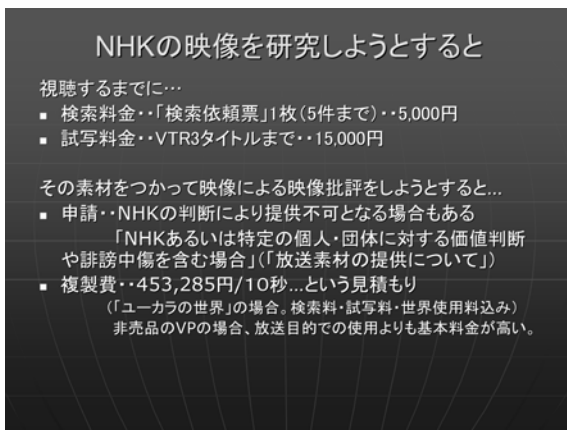 NHKの映像を研究しようとすると
視聴するまでに…
■ 検索料金・・「検索依頼票」1枚(5件まで)・・5,000円
■ 試写料金・・VTR3タイトルまで・・15,000円
その素材をつかって映像による映像批評をしようとすると...
■ 申請・・NHKの判断により提供不可となる場合もある
「NHKあるいは特定の個人・団体に対する価値判断
や誹謗中傷を含む場合」(「放送素材の提供について」)
■ 複製費・・453,285円/10秒...という見積もり
(「ユーカラの世界」の場合。検索料・試写料・世界使用料込み)
非売品のVPの場合、放送目的での使用よりも基本料金が高い。